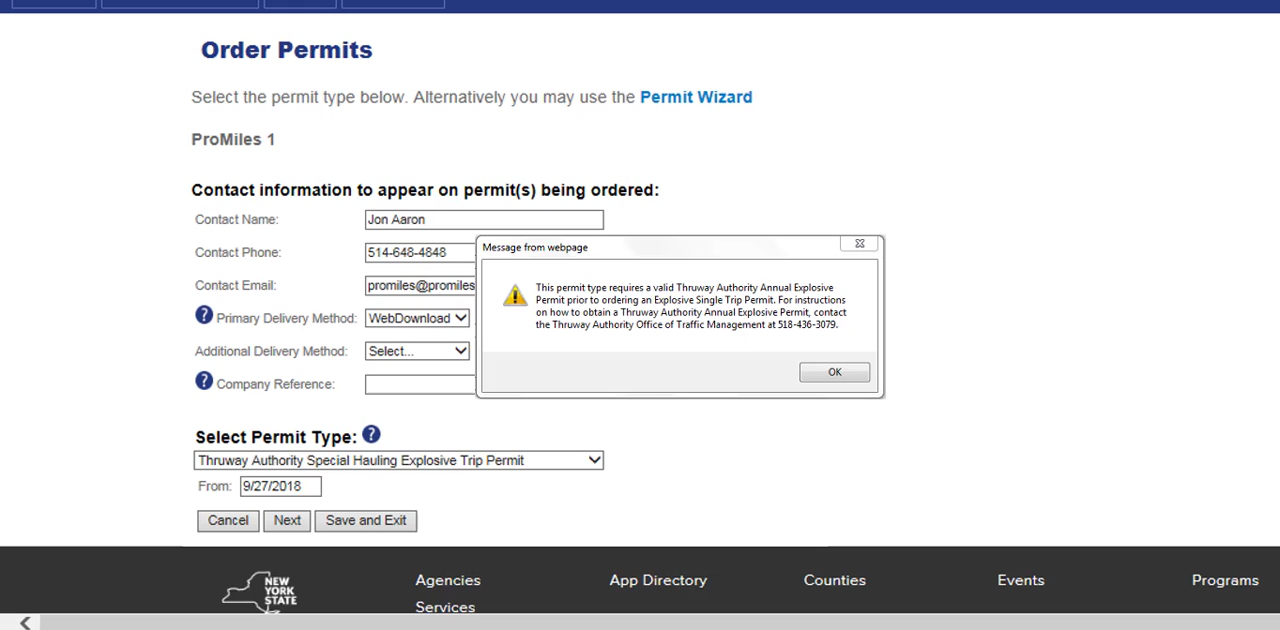 Order Permits
Select the permit type below. Alternatively you may use the Permit Wizard
ProMiles 1
Contact information to appear on permit(s) being ordered:
Contact Name: Jon Aaron
Contact Phone: 514-648-4848
Contact Email: promiles@promiles
? Primary Delivery Method: WebDownload
Additional Delivery Method: Select...
? Company Reference:
Message from webpage
This permit type requires a valid Thruway Authority Annual Explosive
Permit prior to ordering an Explosive Single Trip Permit. For instructions
on how to obtain a Thruway Authority Annual Explosive Permit, contact
the Thruway Authority Office of Traffic Management at 518-436-3079.
OK
Select Permit Type: ?
Thruway Authority Special Hauling Explosive Trip Permit
From: 9/27/2018
Cancel Next Save and Exit
NEW
YORK
STATE
Agencies App Directory Counties Events Programs
Services